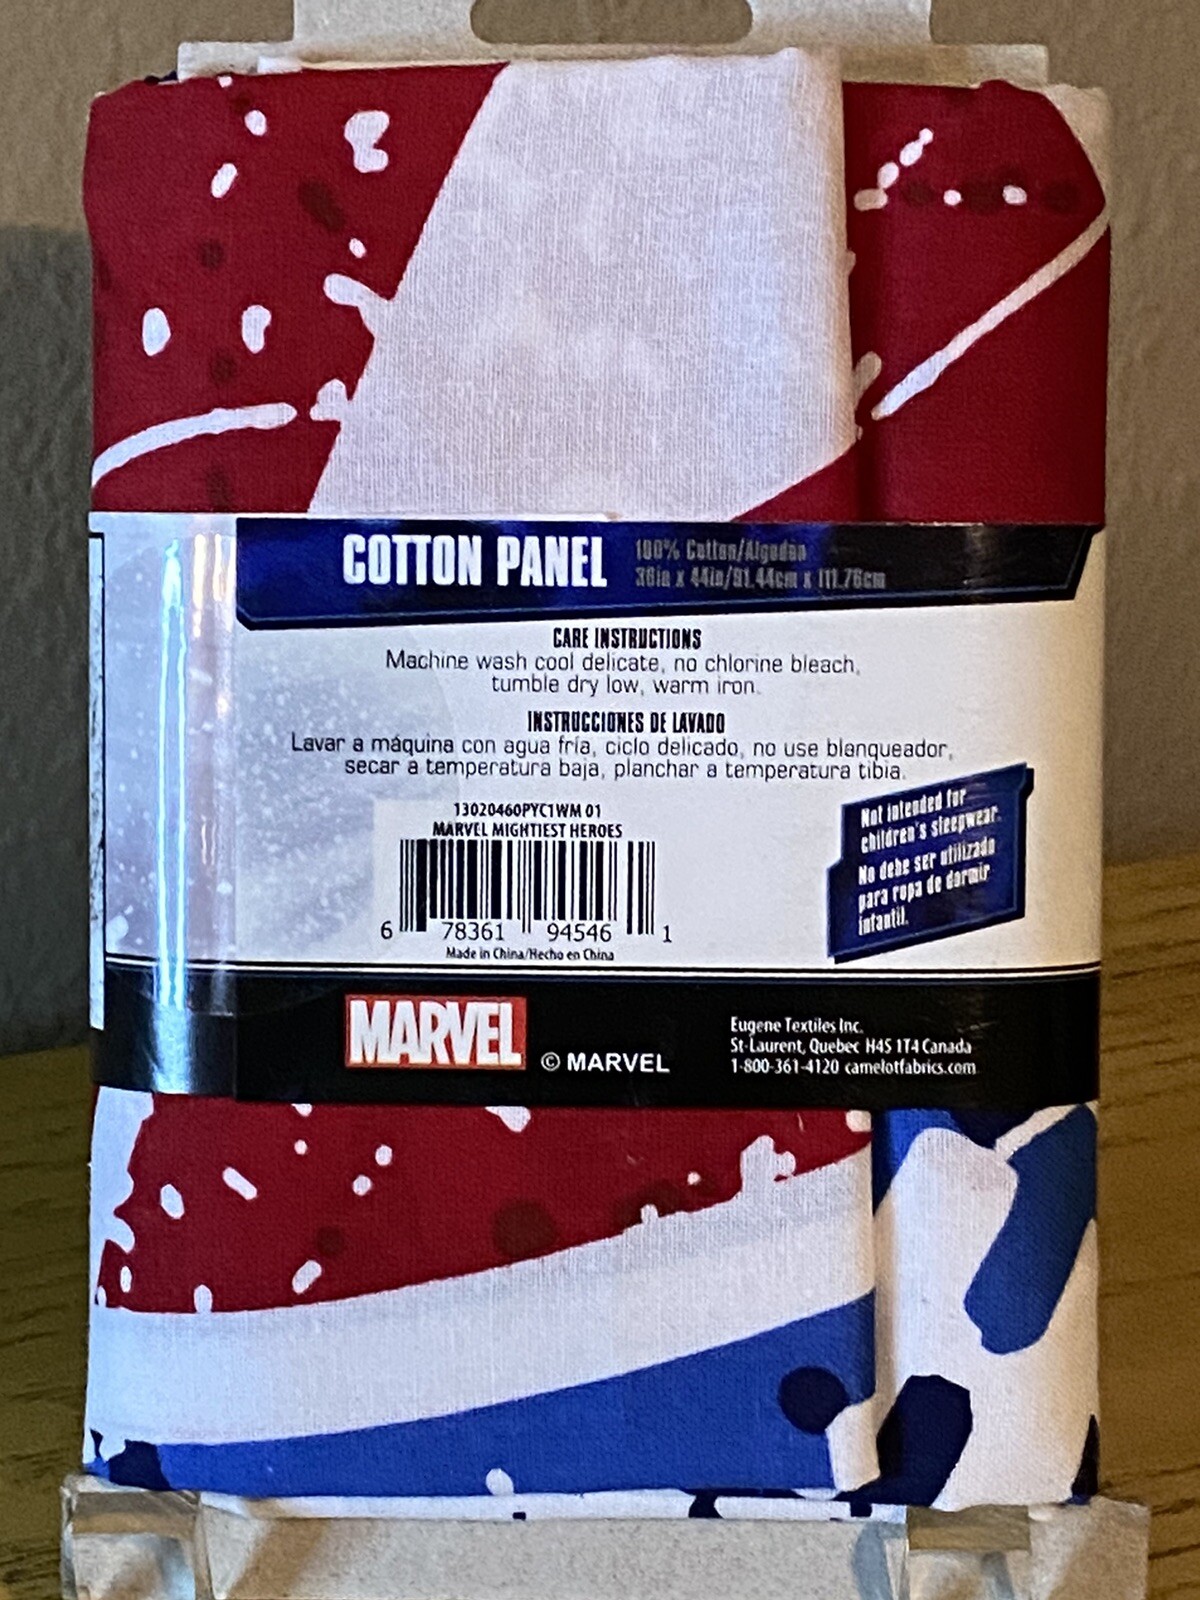 COTTON PANEL
100% Cotton/Algodon
36in x 44in/91.44cm x 111.76cm
CARE INSTRUCTIONS
Machine wash cool delicate, no chlorine bleach,
tumble dry low, warm iron.
INSTRUCCIONES DE LAVADO
Lavar a máquina con agua fría, ciclo delicado, no use blanqueador,
secar a temperatura baja, planchar a temperatura tibia.
13020460PYC1WM 01
MARVEL MIGHTIEST HEROES
6 78361 94546 1
Made in China/Hecho en China
Not intended for
children's sleepwear.
No debe ser utilizado
para ropa de dormir
infantil.
MARVEL
© MARVEL
Eugene Textiles Inc.
St-Laurent, Quebec H4S 1T4 Canada
1-800-361-4120 camelotfabrics.com